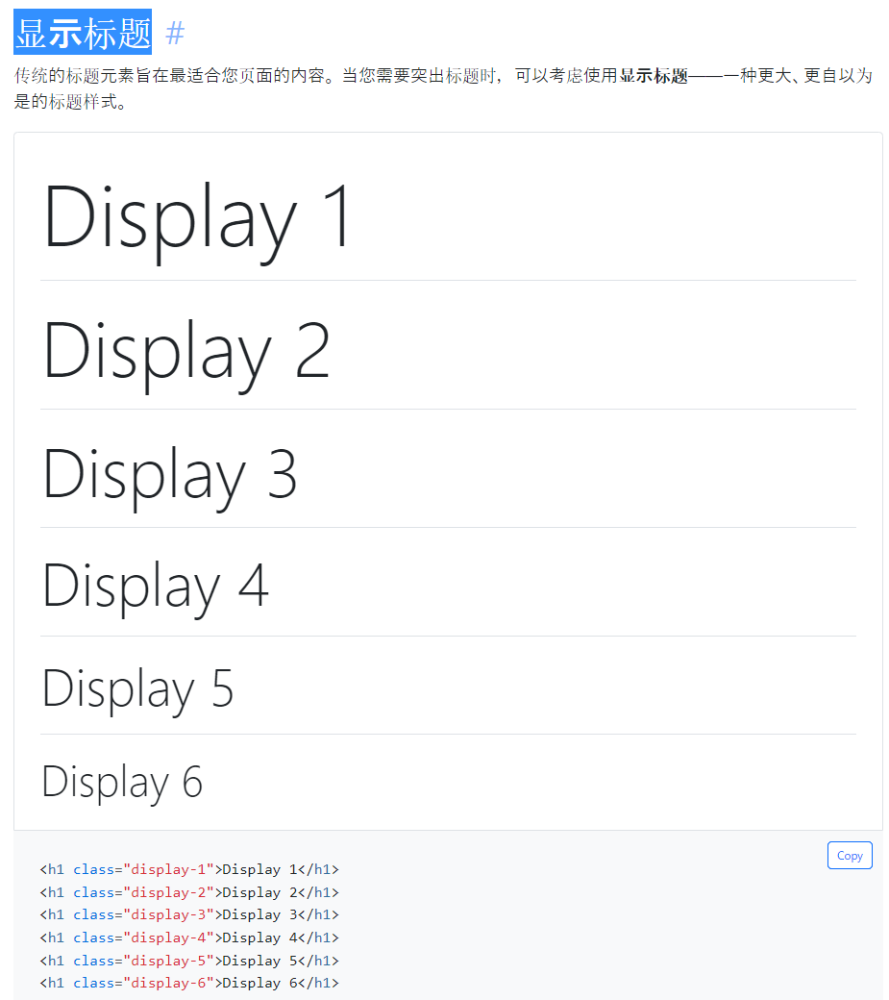 显示标题 #
传统的标题元素旨在最适合您页面的内容。当您需要突出标题时，可以考虑使用显示标题——一种更大、更自以为
是的标题样式。
Display 1
Display 2
Display 3
Display 4
Display 5
Display 6
Copy
<h1 class="display-1">Display 1</h1>
<h1 class="display-2">Display 2</h1>
<h1 class="display-3">Display 3</h1>
<h1 class="display-4">Display 4</h1>
<h1 class="display-5">Display 5</h1>
<h1 class="display-6">Display 6</h1>